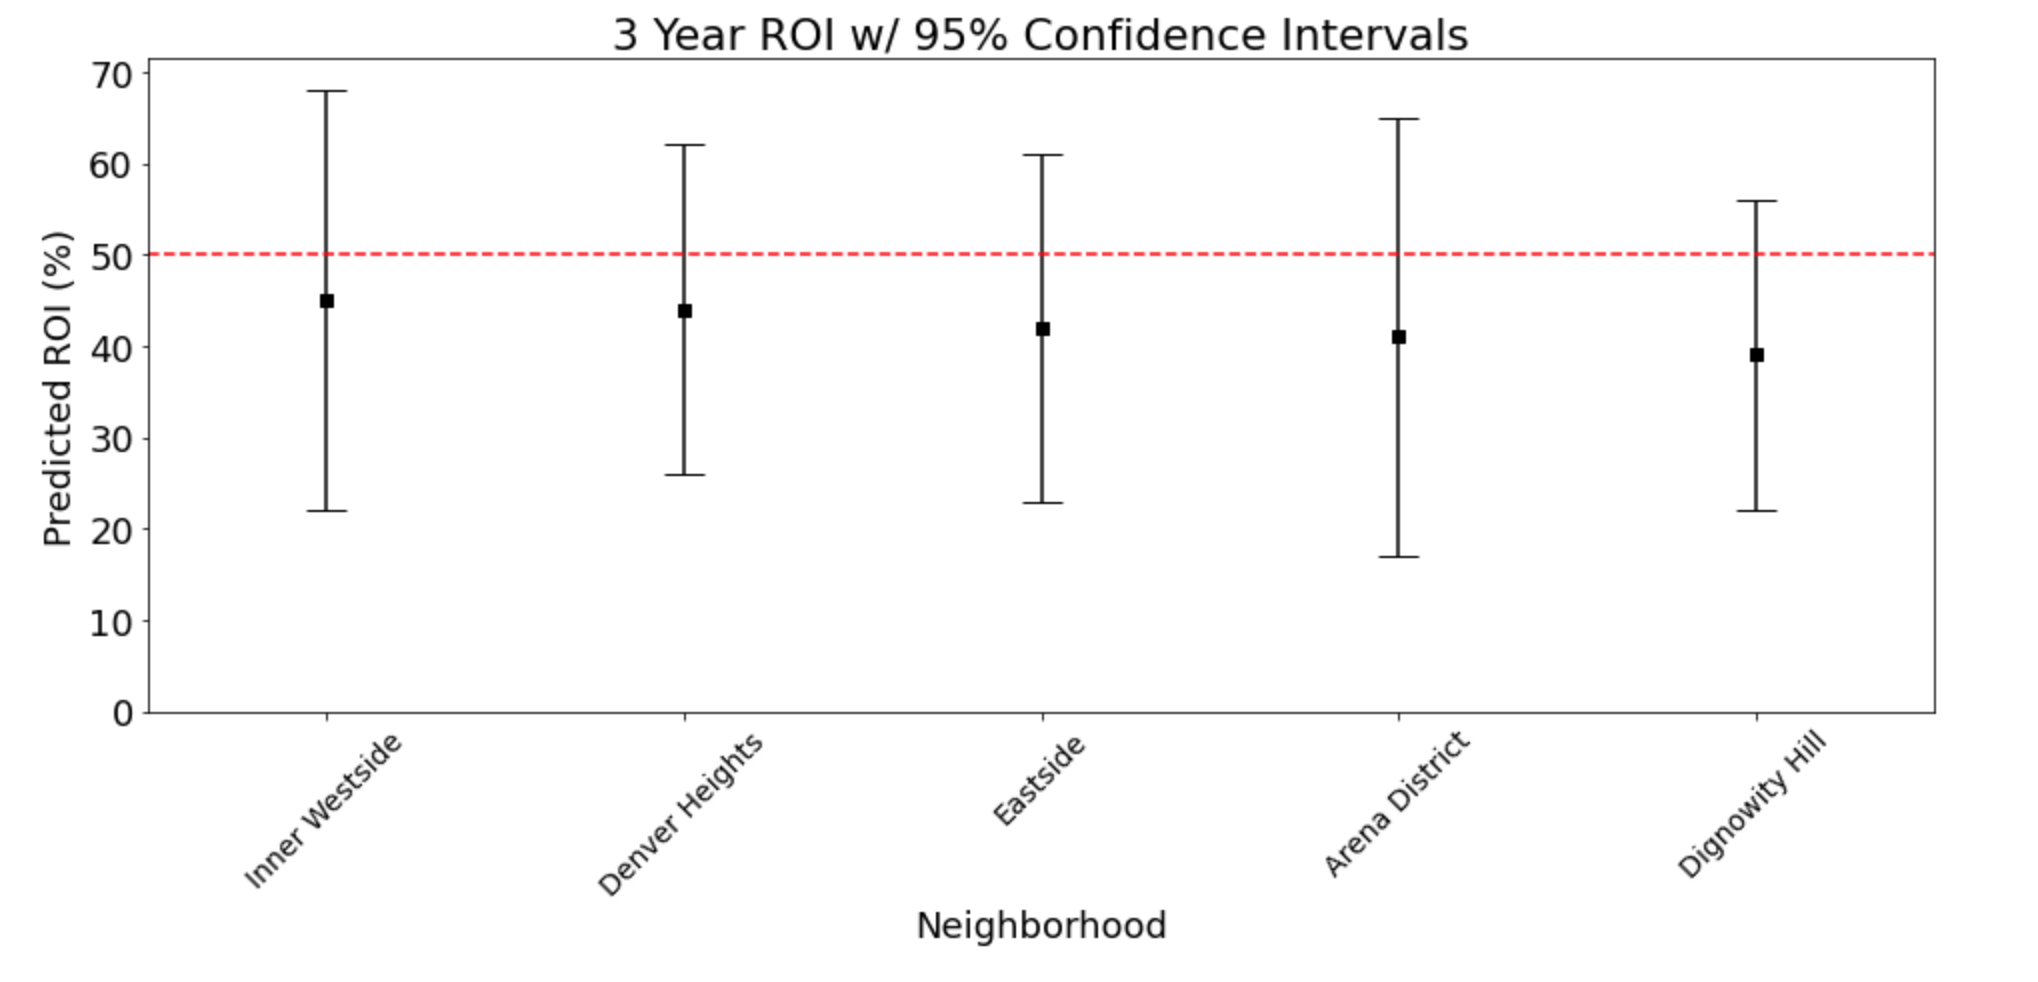 3 Year ROI w/ 95% Confidence Intervals
Predicted ROI (%)
70
60
50
40
30
20
10
0
Inner Westside
Denver Heights
Eastside
Arena District
Dignowity Hill
Neighborhood